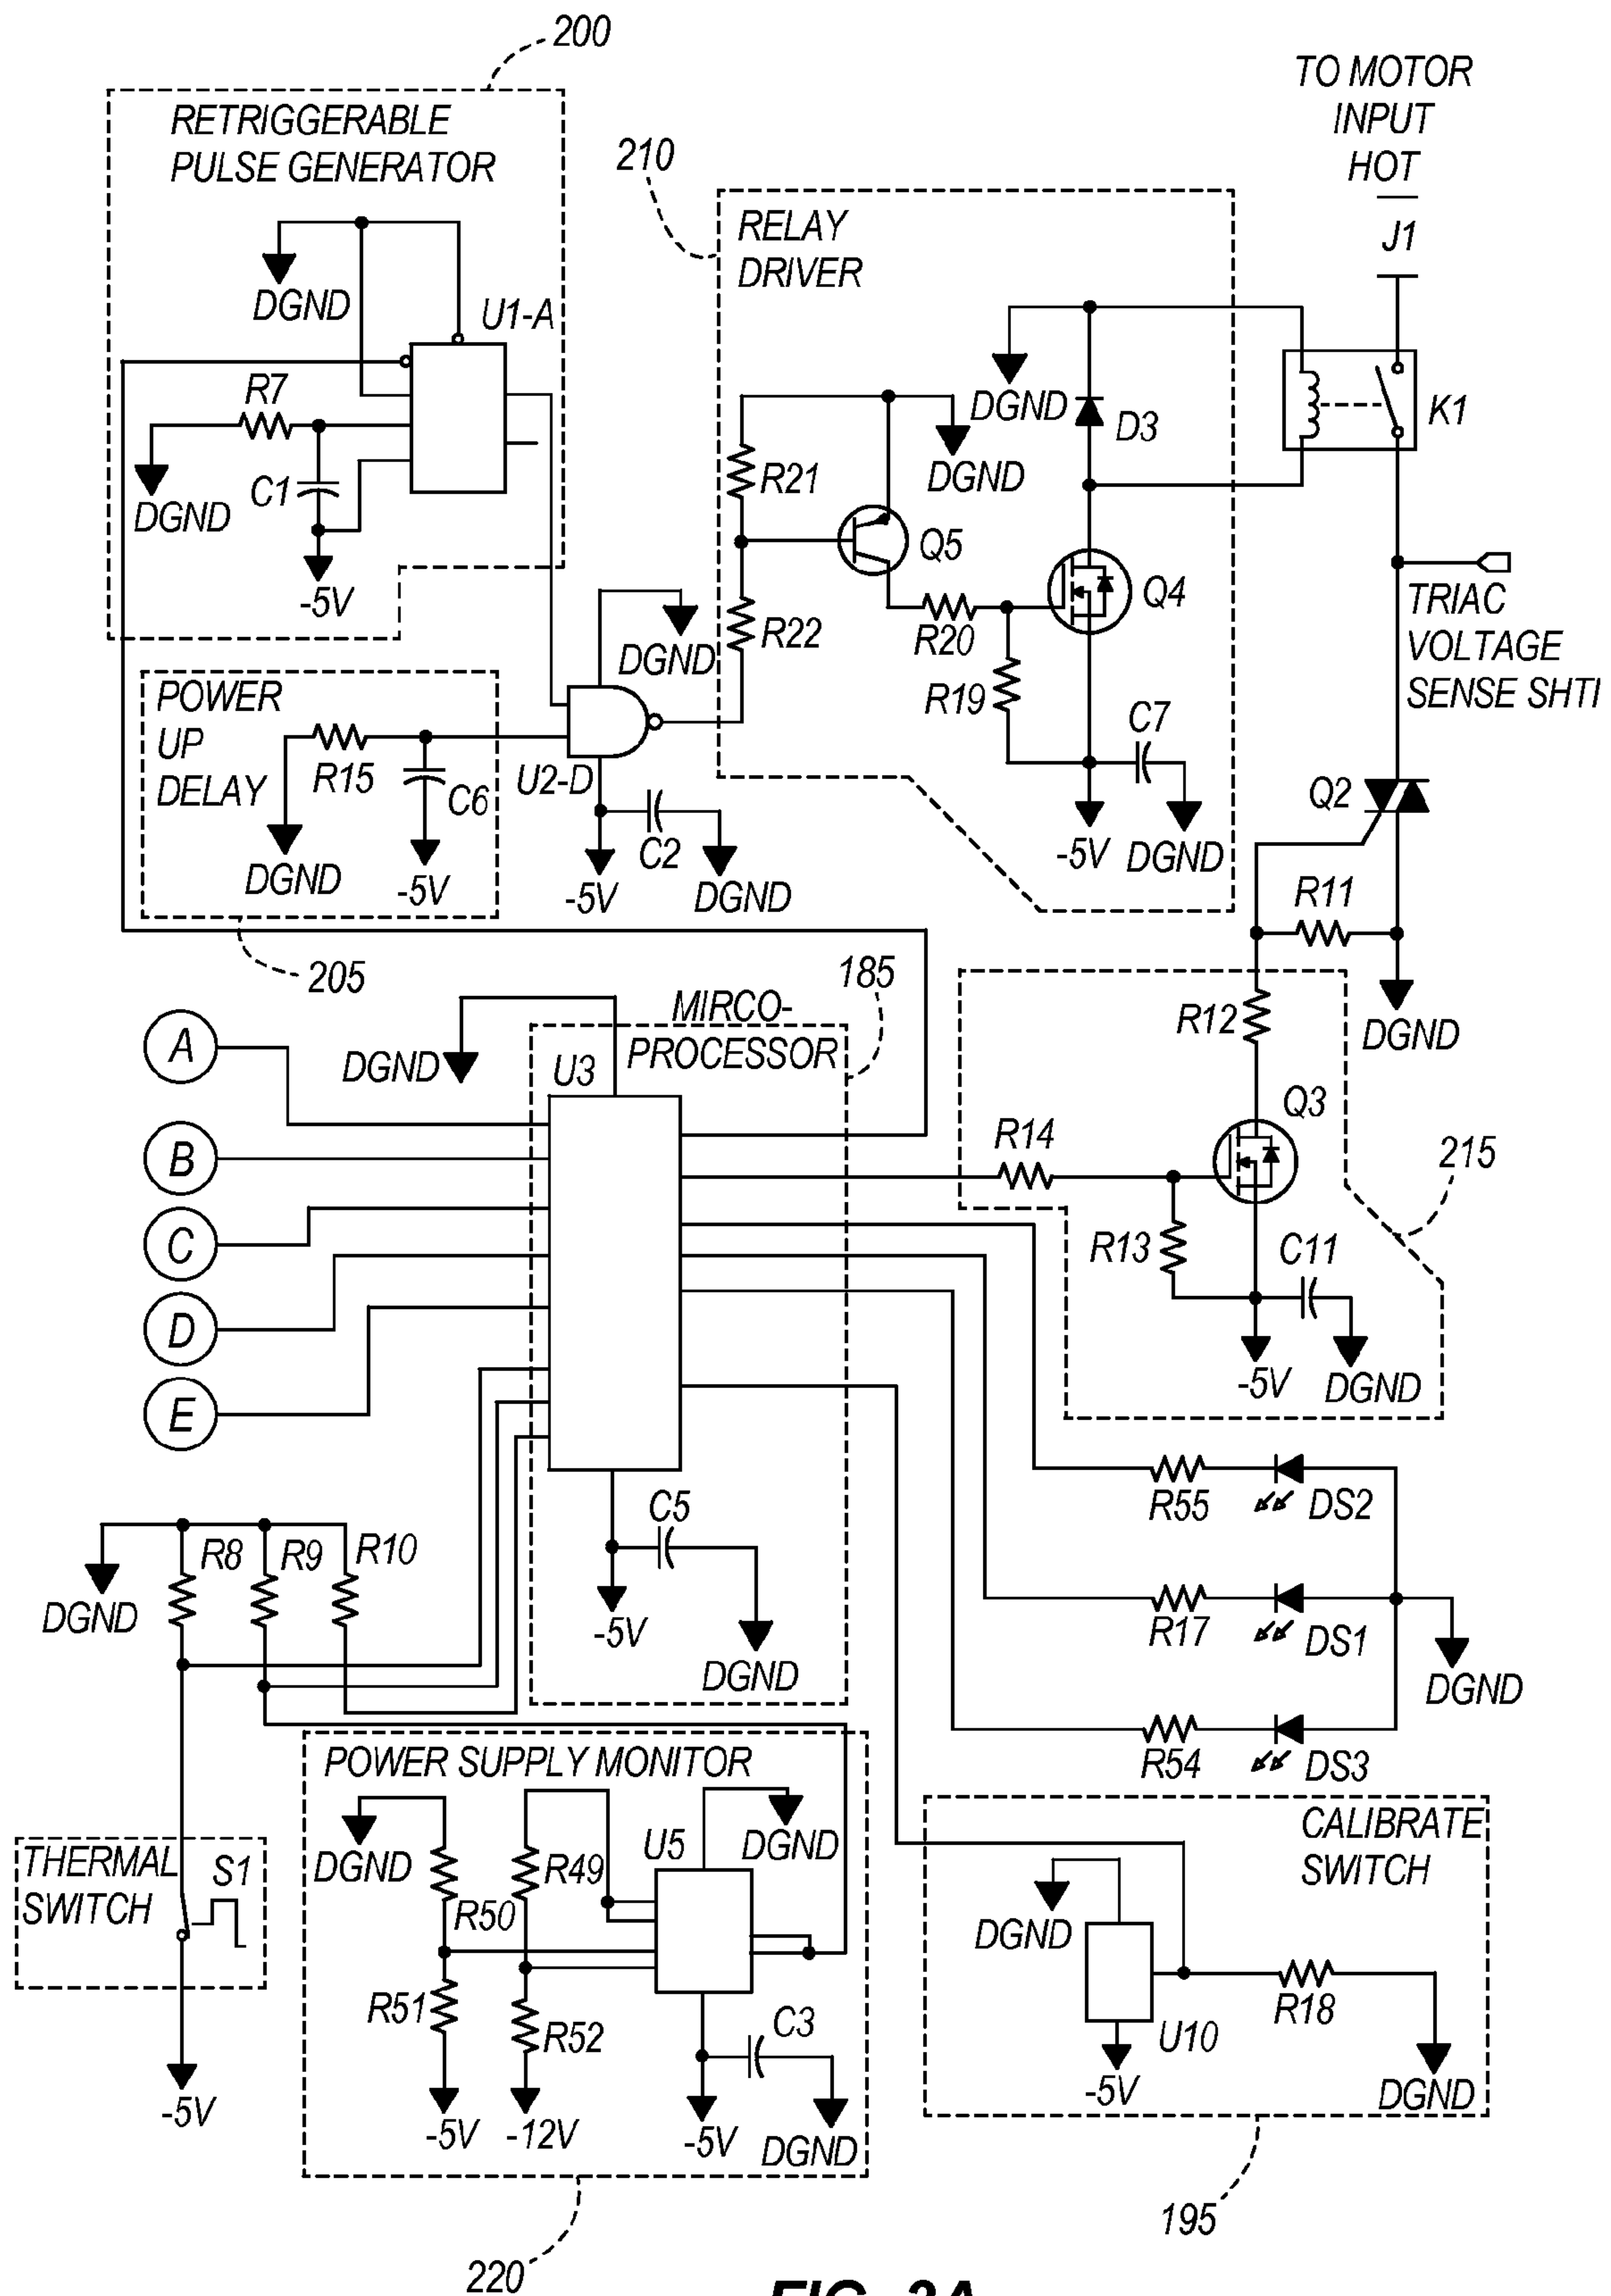 200
RETRIGGERABLE
PULSE GENERATOR
DGND
U1-A
R7
C1
DGND
-5V
210
RELAY
DRIVER
TO MOTOR
INPUT
HOT
J1
DGND
D3
K1
DGND
R21
Q5
Q4
R22
R20
R19
C7
-5V
DGND
TRIAC
VOLTAGE
SENSE SHTI
POWER
UP
DELAY
R15
C6
DGND
-5V
205
DGND
U2-D
C2
-5V
DGND
Q2
R11
DGND
A
B
C
D
E
185
MIRCO-
PROCESSOR
DGND
U3
C5
-5V
DGND
R12
Q3
R14
R13
C11
-5V
DGND
215
R55
DS2
R17
DS1
DGND
R54
DS3
R8
R9
R10
DGND
THERMAL
SWITCH
S1
-5V
POWER SUPPLY MONITOR
DGND
R50
R49
U5
DGND
R51
R52
C3
-5V
-12V
-5V
DGND
220
CALIBRATE
SWITCH
DGND
U10
R18
-5V
DGND
195
FIG. 3A